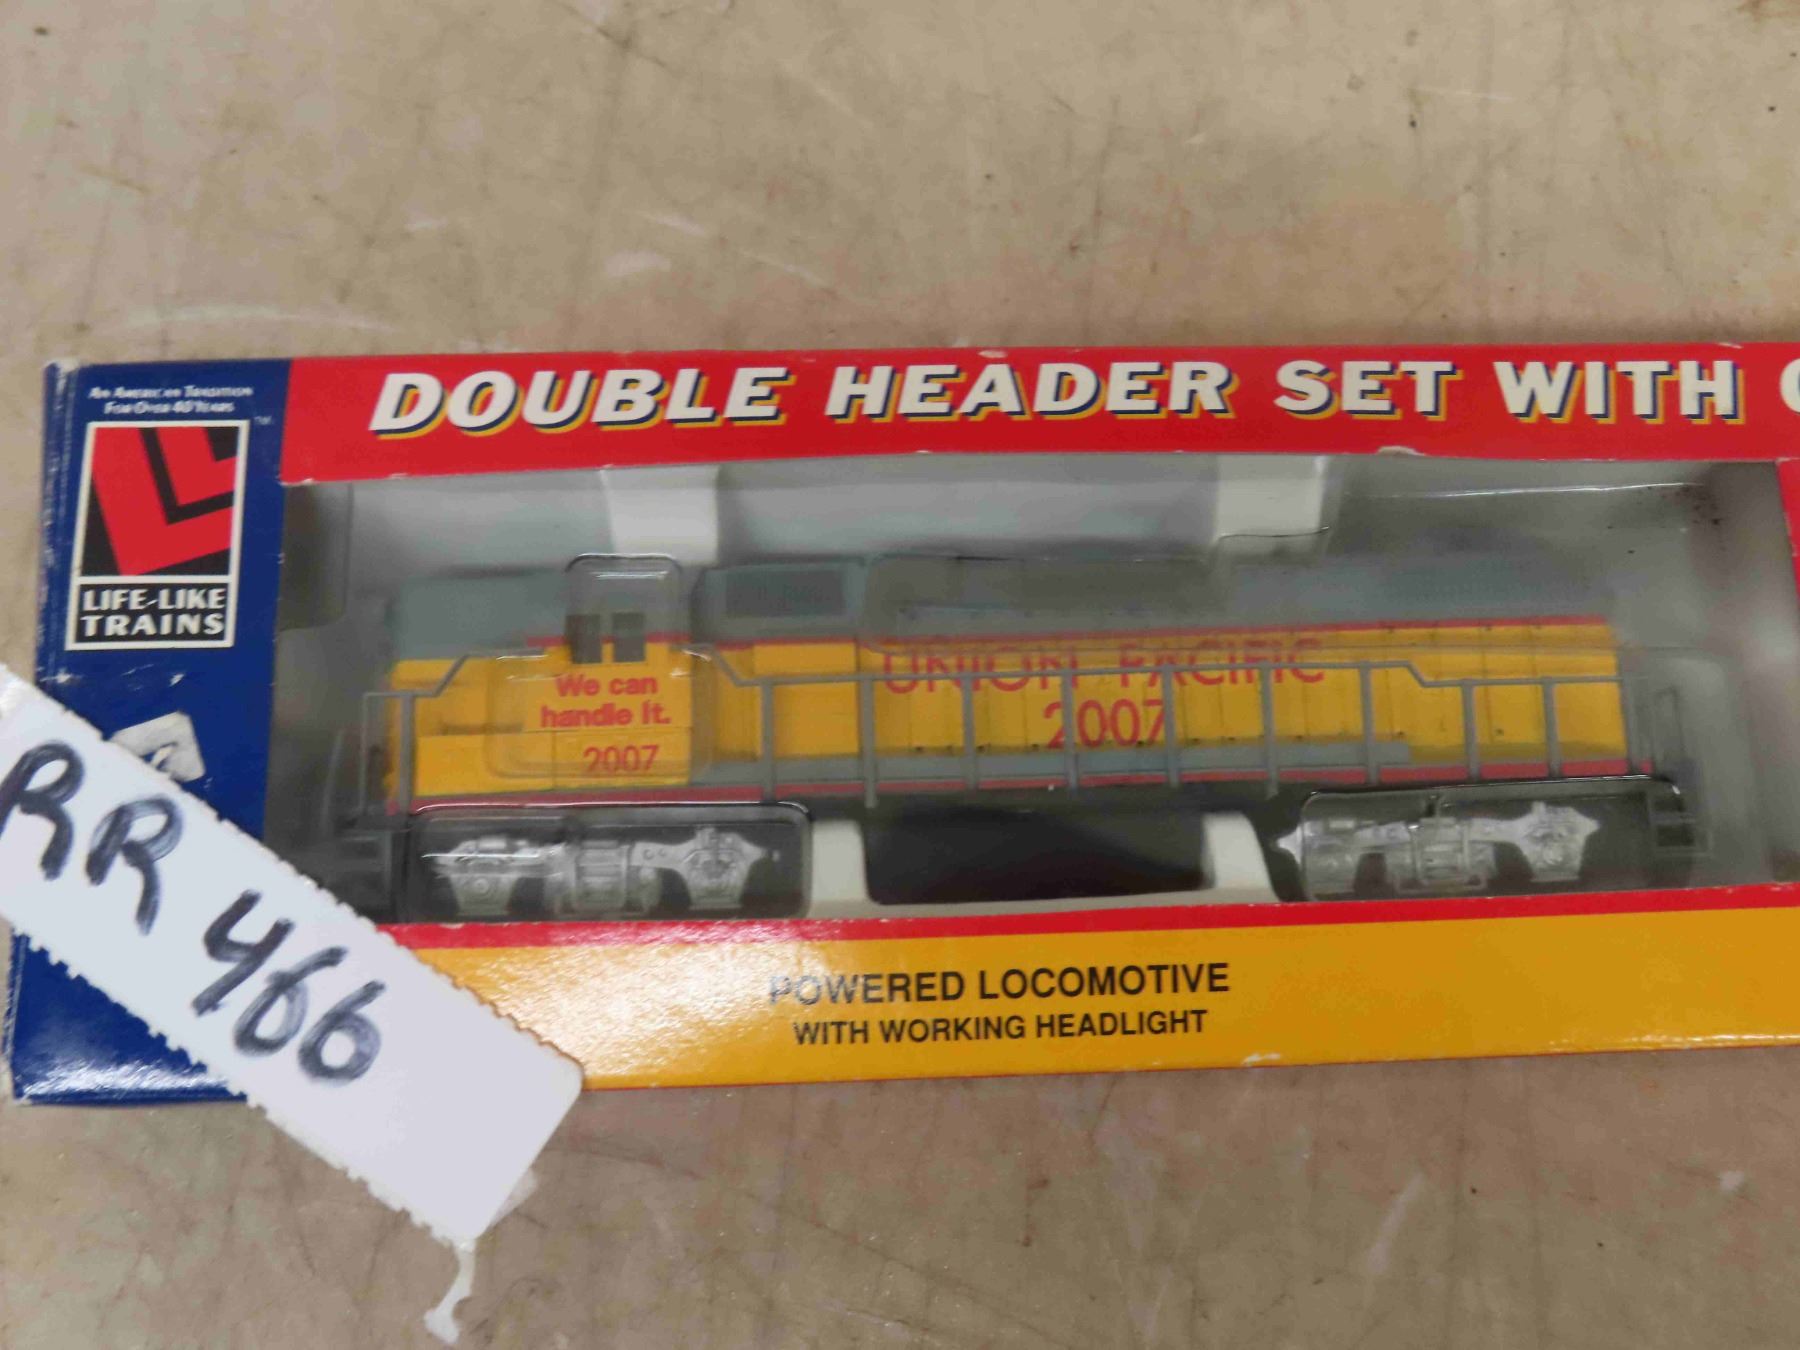 AN AMERICAN TRADITION
FOR OVER 40 YEARS
LIFE-LIKE
TRAINS
DOUBLE HEADER SET WITH
We can
handle it.
2007
UNION PACIFIC
2007
POWERED LOCOMOTIVE
WITH WORKING HEADLIGHT
RR 466